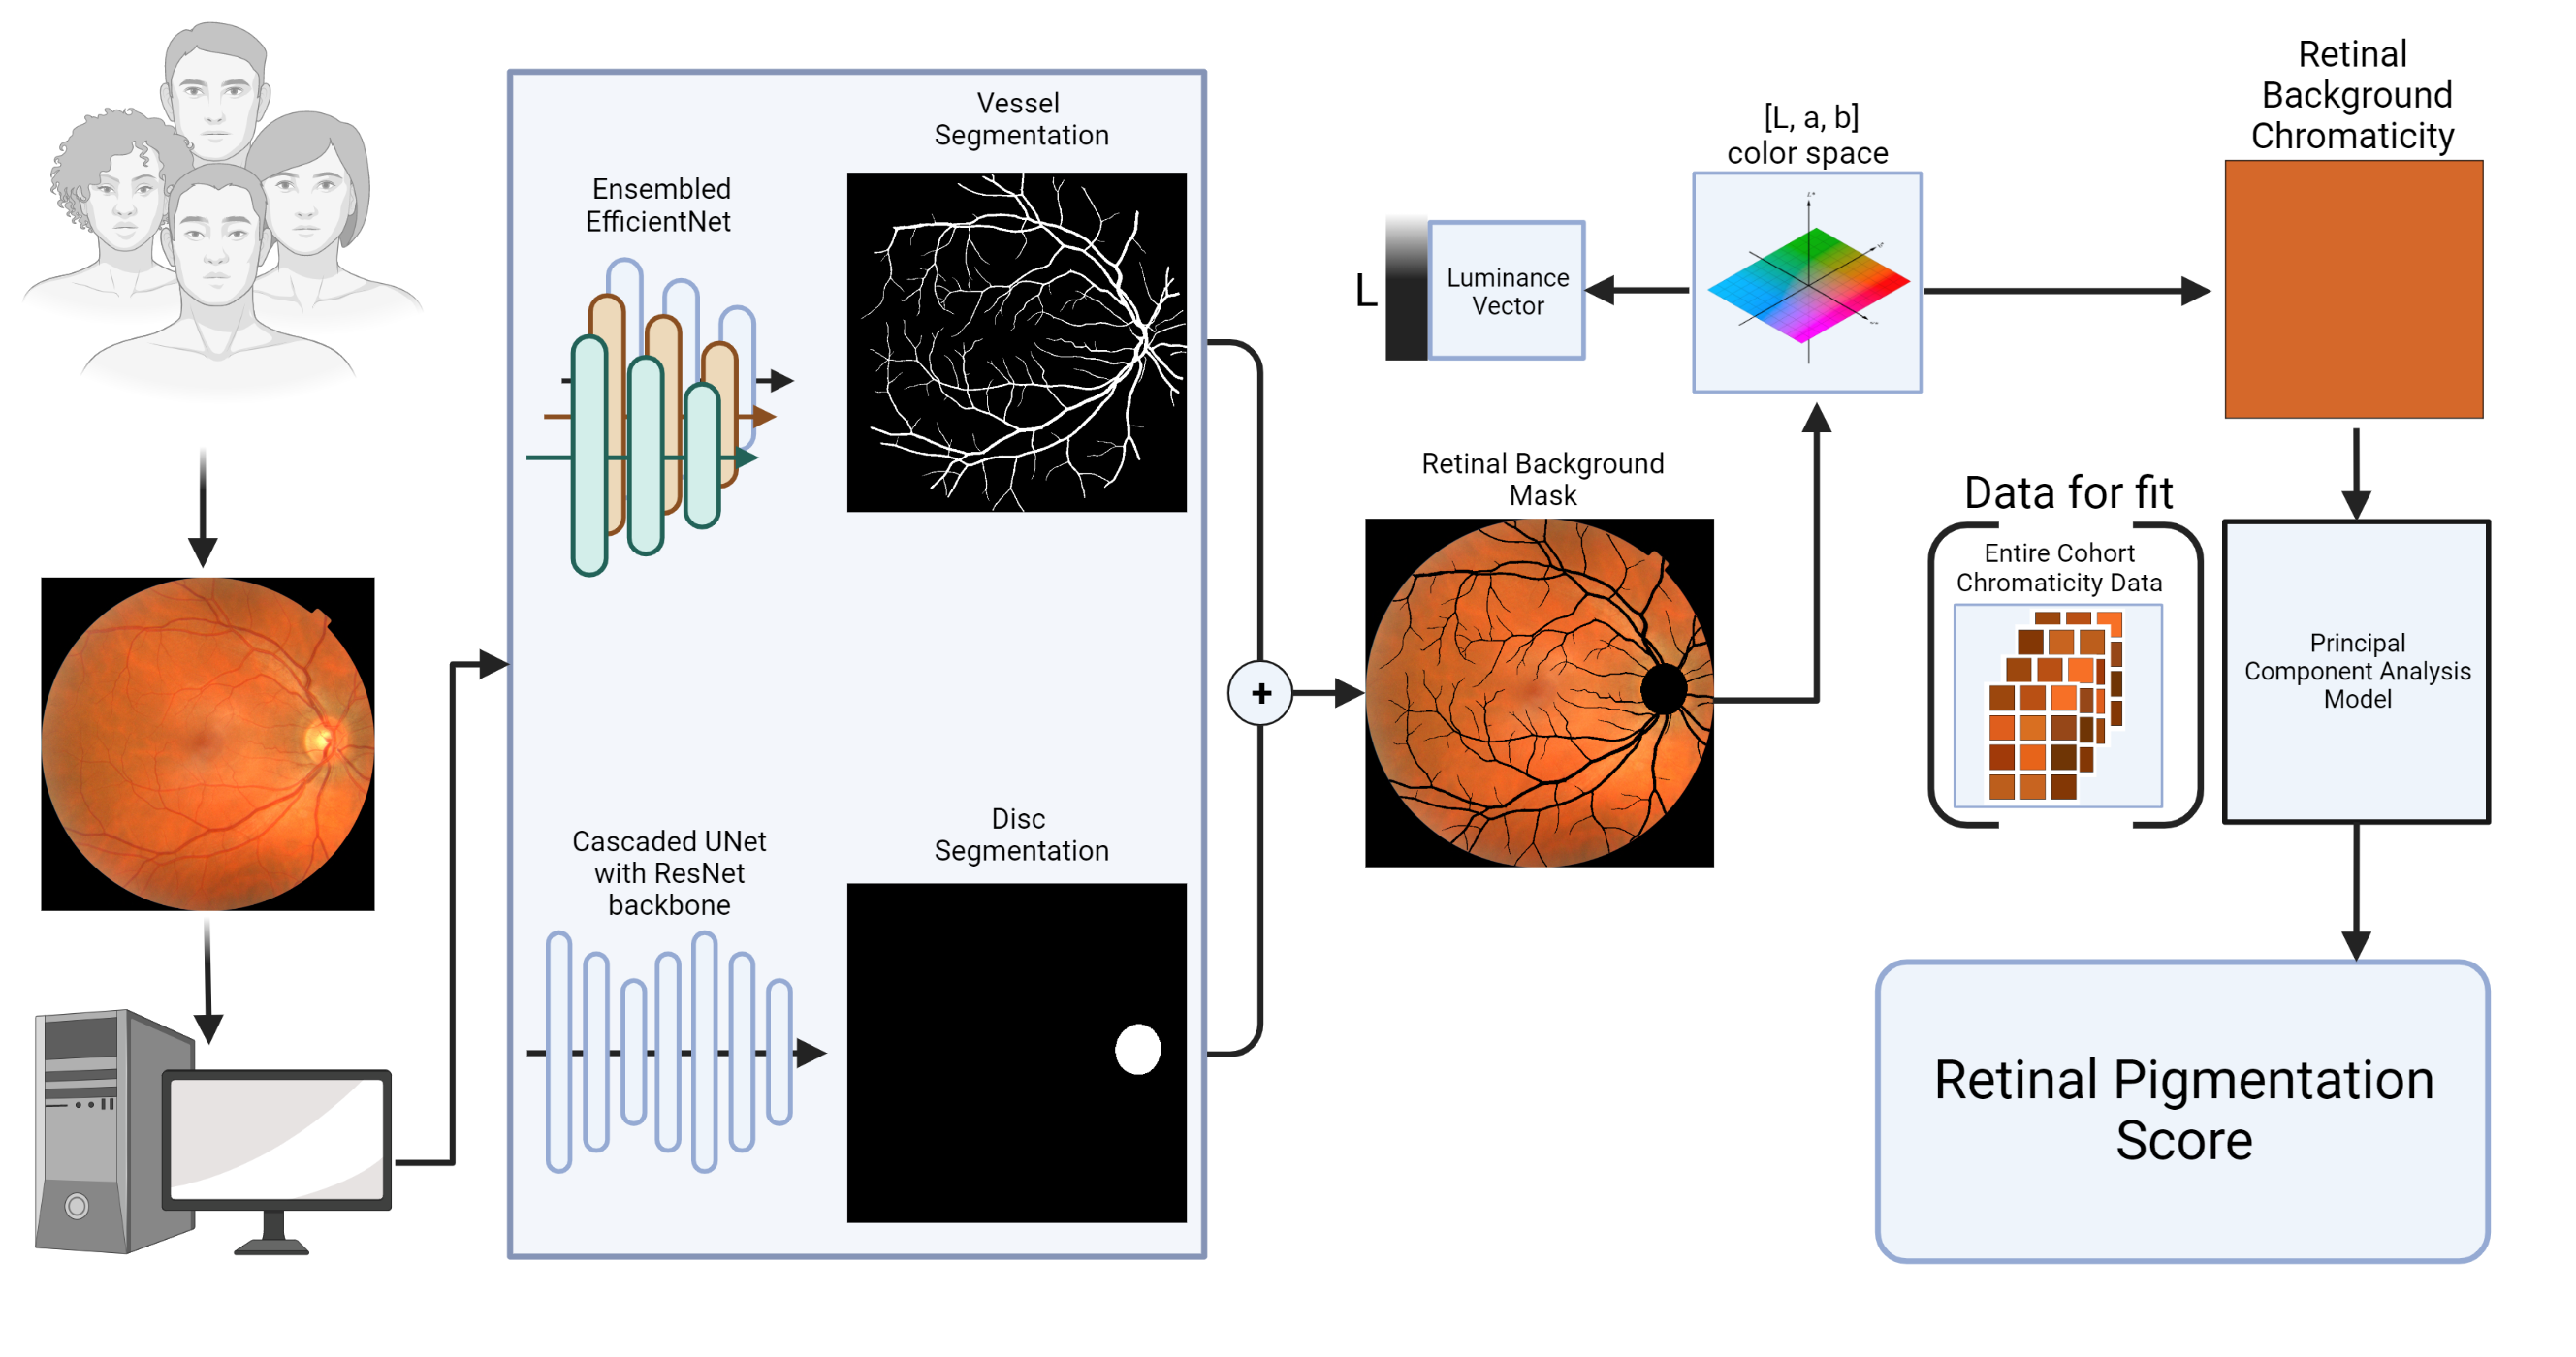 Vessel
Segmentation
Ensembled
EfficientNet
Cascaded UNet
with ResNet
backbone
Disc
Segmentation
+
Retinal Background
Mask
[L, a, b]
color space
L
Luminance
Vector
Retinal
Background
Chromaticity
Data for fit
Entire Cohort
Chromaticity Data
Principal
Component Analysis
Model
Retinal Pigmentation
Score